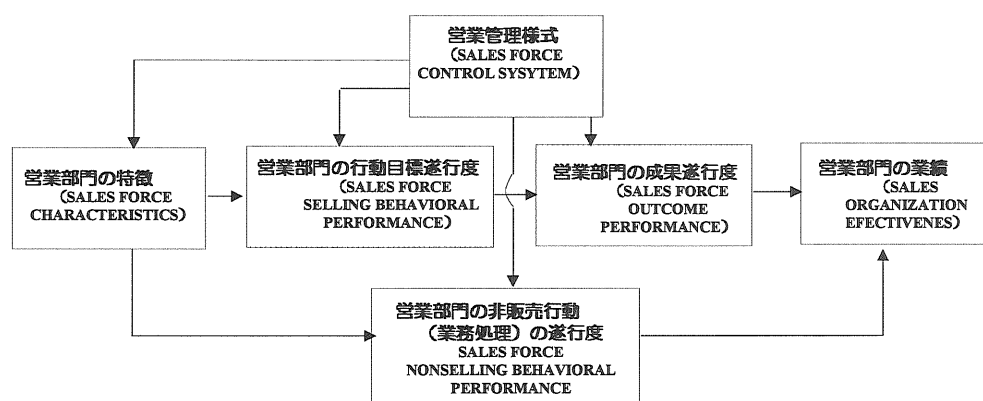 営業管理様式
（SALES FORCE
CONTROL SYSYTEM）
営業部門の特徴
（SALES FORCE
CHARACTERISTICS）
営業部門の行動目標遂行度
（SALES FORCE
SELLING BEHAVIORAL
PERFORMANCE）
営業部門の成果遂行度
（SALES FORCE
OUTCOME
PERFORMANCE）
営業部門の業績
（SALES
ORGANIZATION
EFECTIVENES）
営業部門の非販売行動
（業務処理）の遂行度
SALES FORCE
NONSELLING BEHAVIORAL
PERFORMANCE